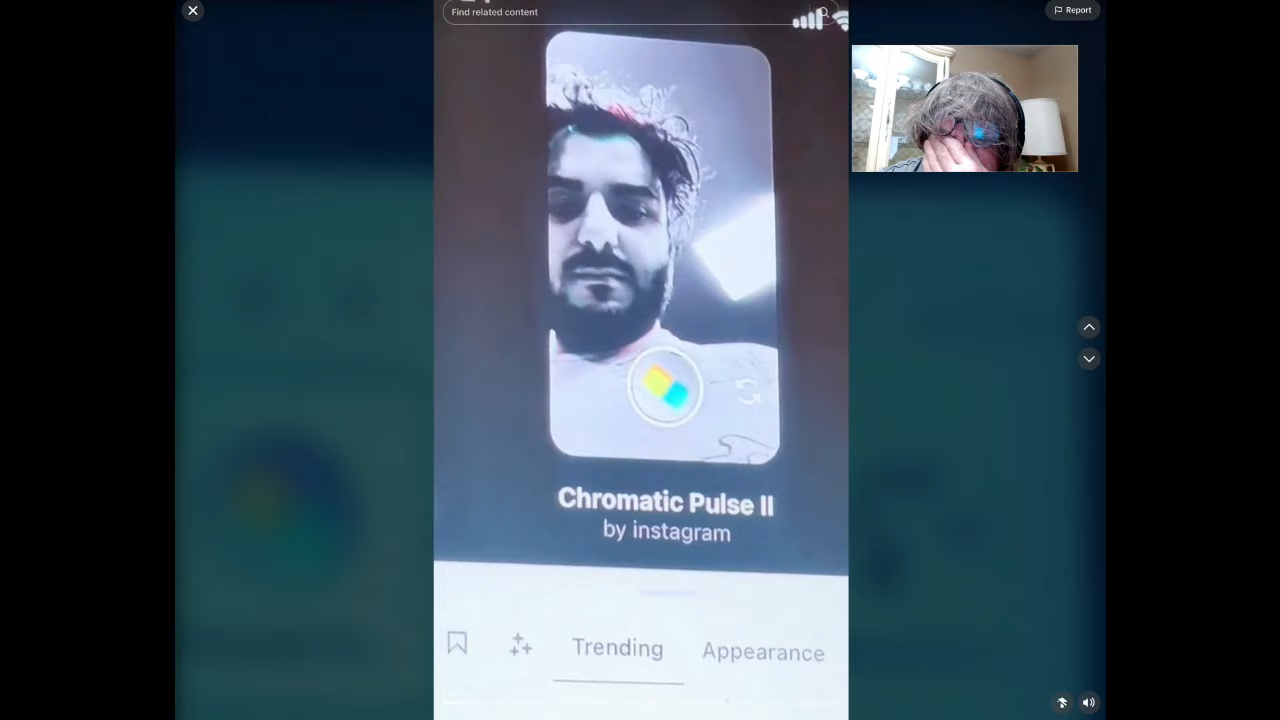 Find related content
Report
Chromatic Pulse II
by instagram
Trending
Appearance